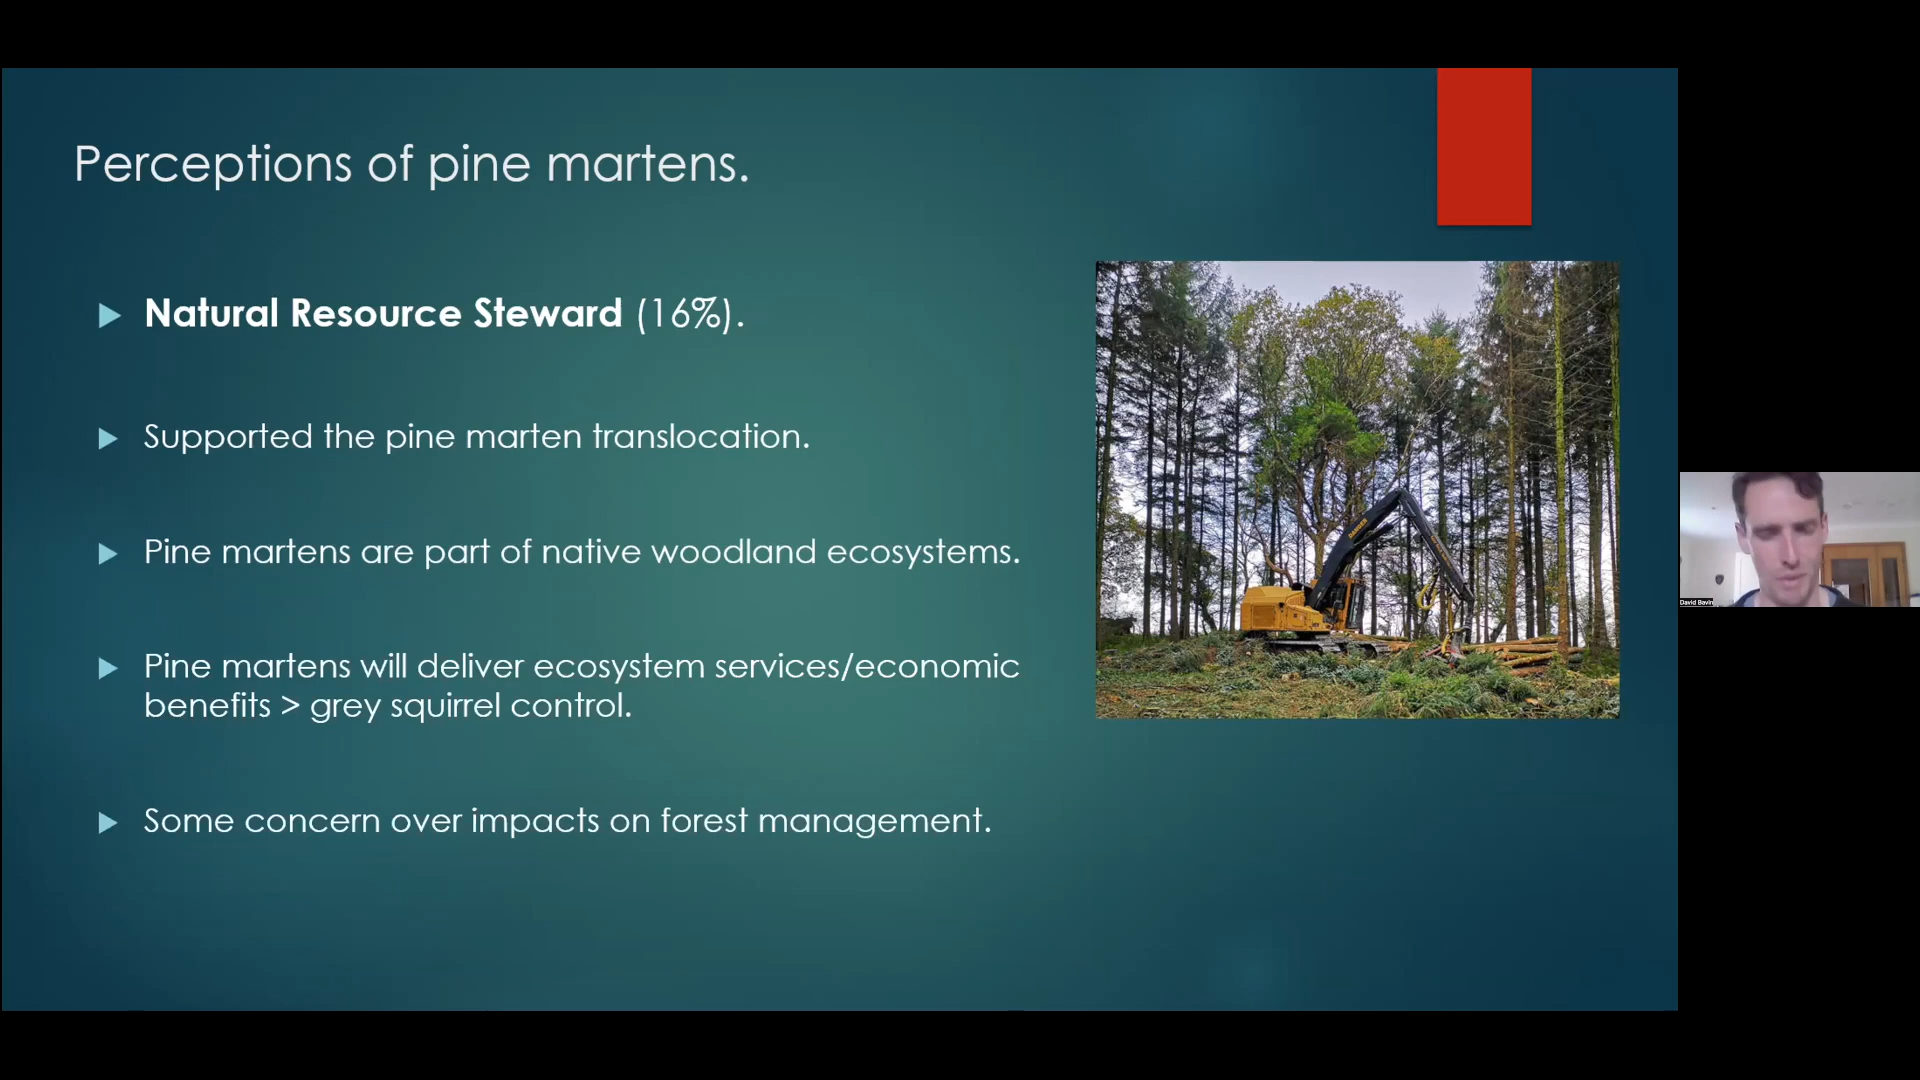 Perceptions of pine martens.
Natural Resource Steward (16%).
Supported the pine marten translocation.
Pine martens are part of native woodland ecosystems.
Pine martens will deliver ecosystem services/economic
benefits > grey squirrel control.
Some concern over impacts on forest management.
David Bavin